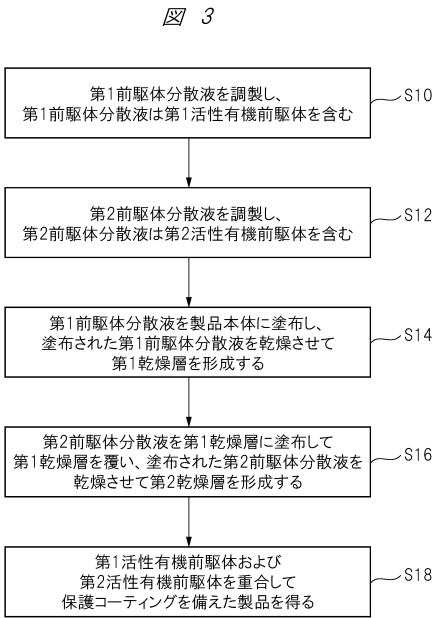 図 3
第1前駆体分散液を調製し、
第1前駆体分散液は第1活性有機前駆体を含む
S10
第2前駆体分散液を調製し、
第2前駆体分散液は第2活性有機前駆体を含む
S12
第1前駆体分散液を製品本体に塗布し、
塗布された第1前駆体分散液を乾燥させて
第1乾燥層を形成する
S14
第2前駆体分散液を第1乾燥層に塗布して
第1乾燥層を覆い、塗布された第2前駆体分散液を
乾燥させて第2乾燥層を形成する
S16
第1活性有機前駆体および
第2活性有機前駆体を重合して
保護コーティングを備えた製品を得る
S18